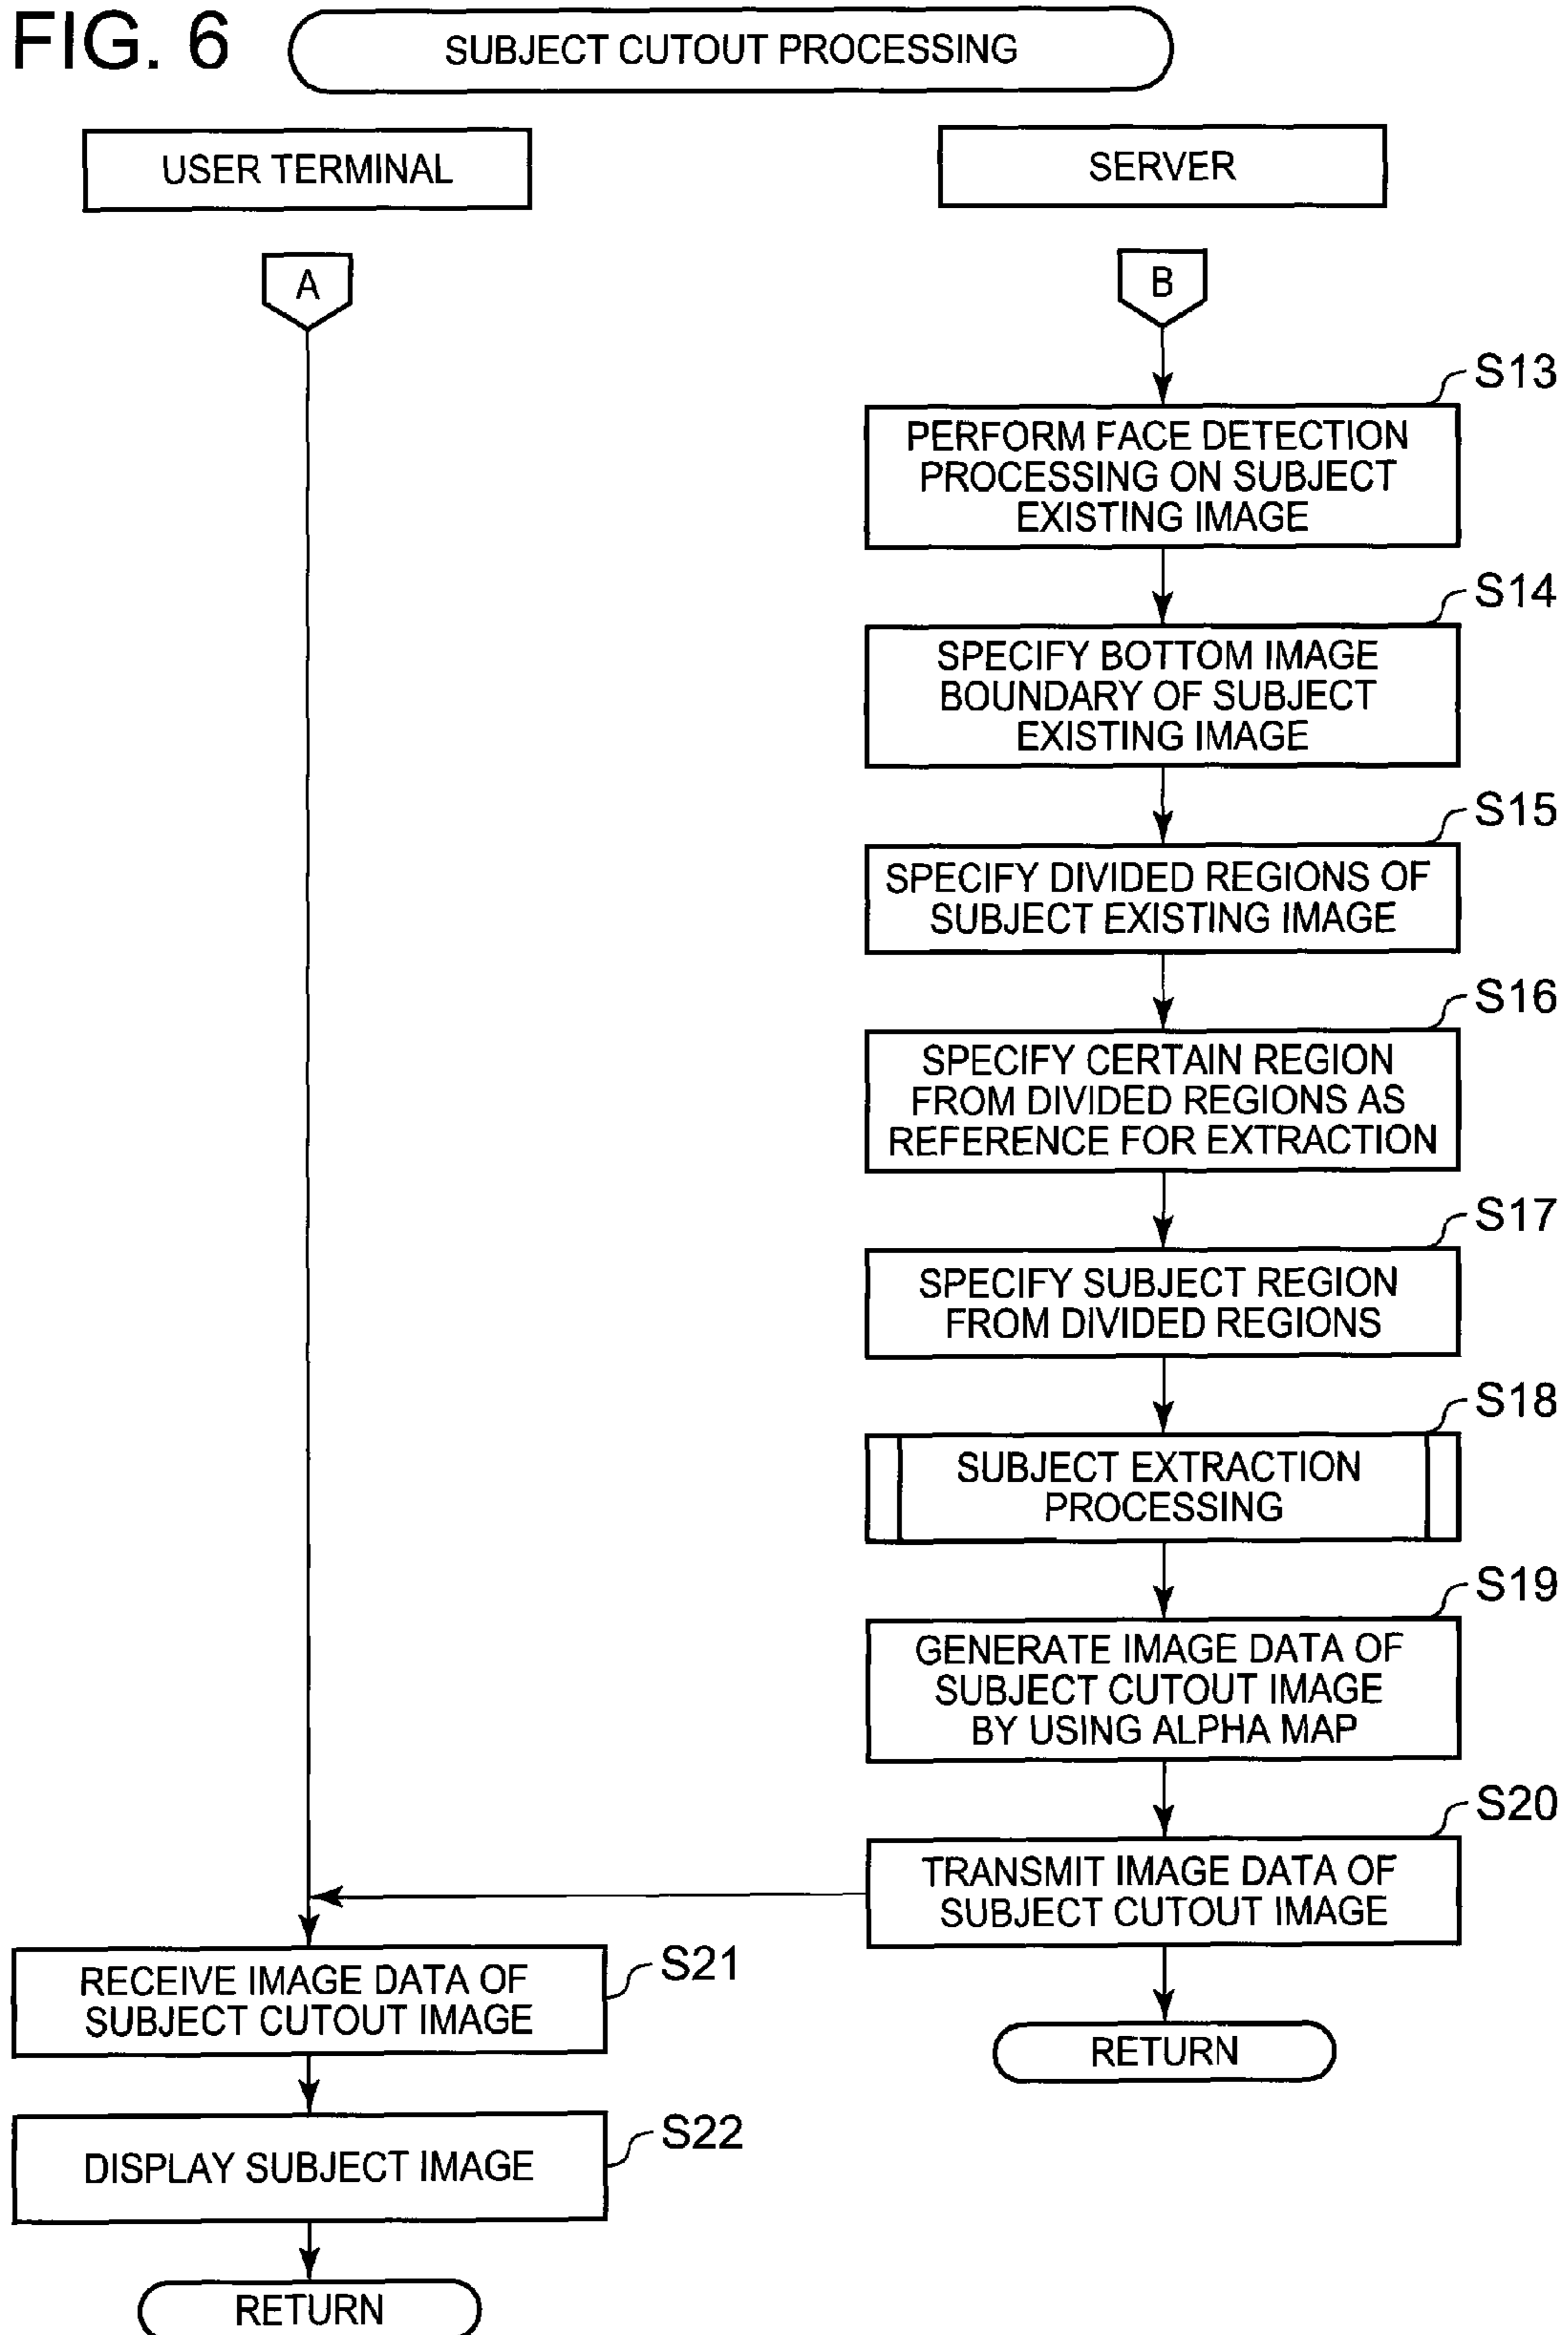 FIG. 6
SUBJECT CUTOUT PROCESSING
USER TERMINAL
SERVER
A
B
S13
PERFORM FACE DETECTION
PROCESSING ON SUBJECT
EXISTING IMAGE
S14
SPECIFY BOTTOM IMAGE
BOUNDARY OF SUBJECT
EXISTING IMAGE
S15
SPECIFY DIVIDED REGIONS OF
SUBJECT EXISTING IMAGE
S16
SPECIFY CERTAIN REGION
FROM DIVIDED REGIONS AS
REFERENCE FOR EXTRACTION
S17
SPECIFY SUBJECT REGION
FROM DIVIDED REGIONS
S18
SUBJECT EXTRACTION
PROCESSING
S19
GENERATE IMAGE DATA OF
SUBJECT CUTOUT IMAGE
BY USING ALPHA MAP
S20
TRANSMIT IMAGE DATA OF
SUBJECT CUTOUT IMAGE
RETURN
S21
RECEIVE IMAGE DATA OF
SUBJECT CUTOUT IMAGE
S22
DISPLAY SUBJECT IMAGE
RETURN